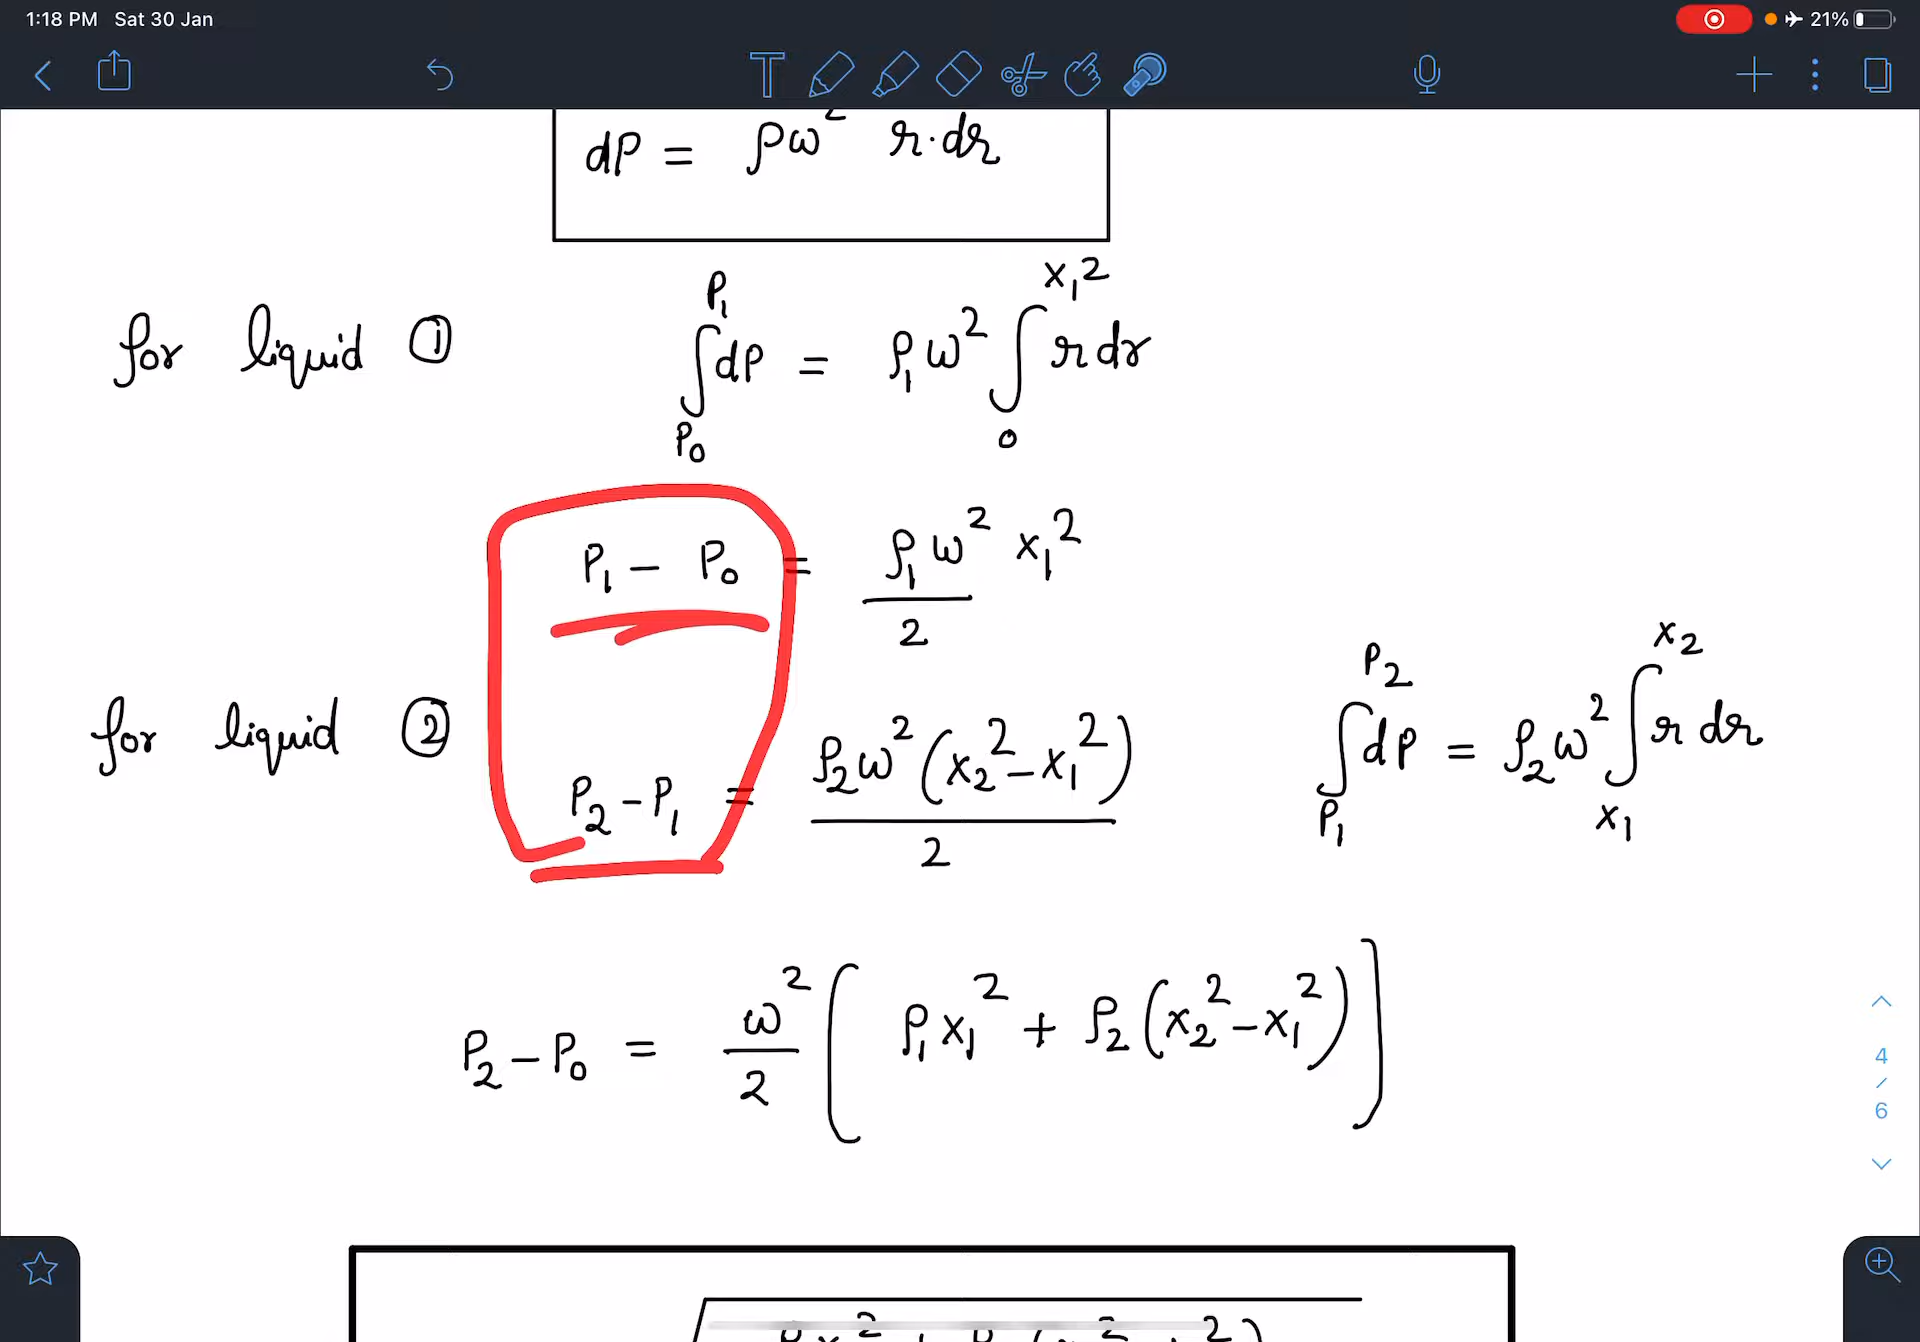 1:18 PM Sat 30 Jan 21%
dP = ρω² r·dr
for liquid ① ∫_{P₀}^{P₁} dP = ρ₁ω² ∫_{0}^{x₁2} r dr
P₁ − P₀ = ρ₁ω²/2 x₁²
for liquid ② P₂ − P₁ = ρ₂ω²(x₂² − x₁²)/2
∫_{P₁}^{P₂} dP = ρ₂ω² ∫_{x₁}^{x₂} r dr
P₂ − P₀ = ω²/2 [ρ₁x₁² + ρ₂(x₂² − x₁²)]
4
/
6